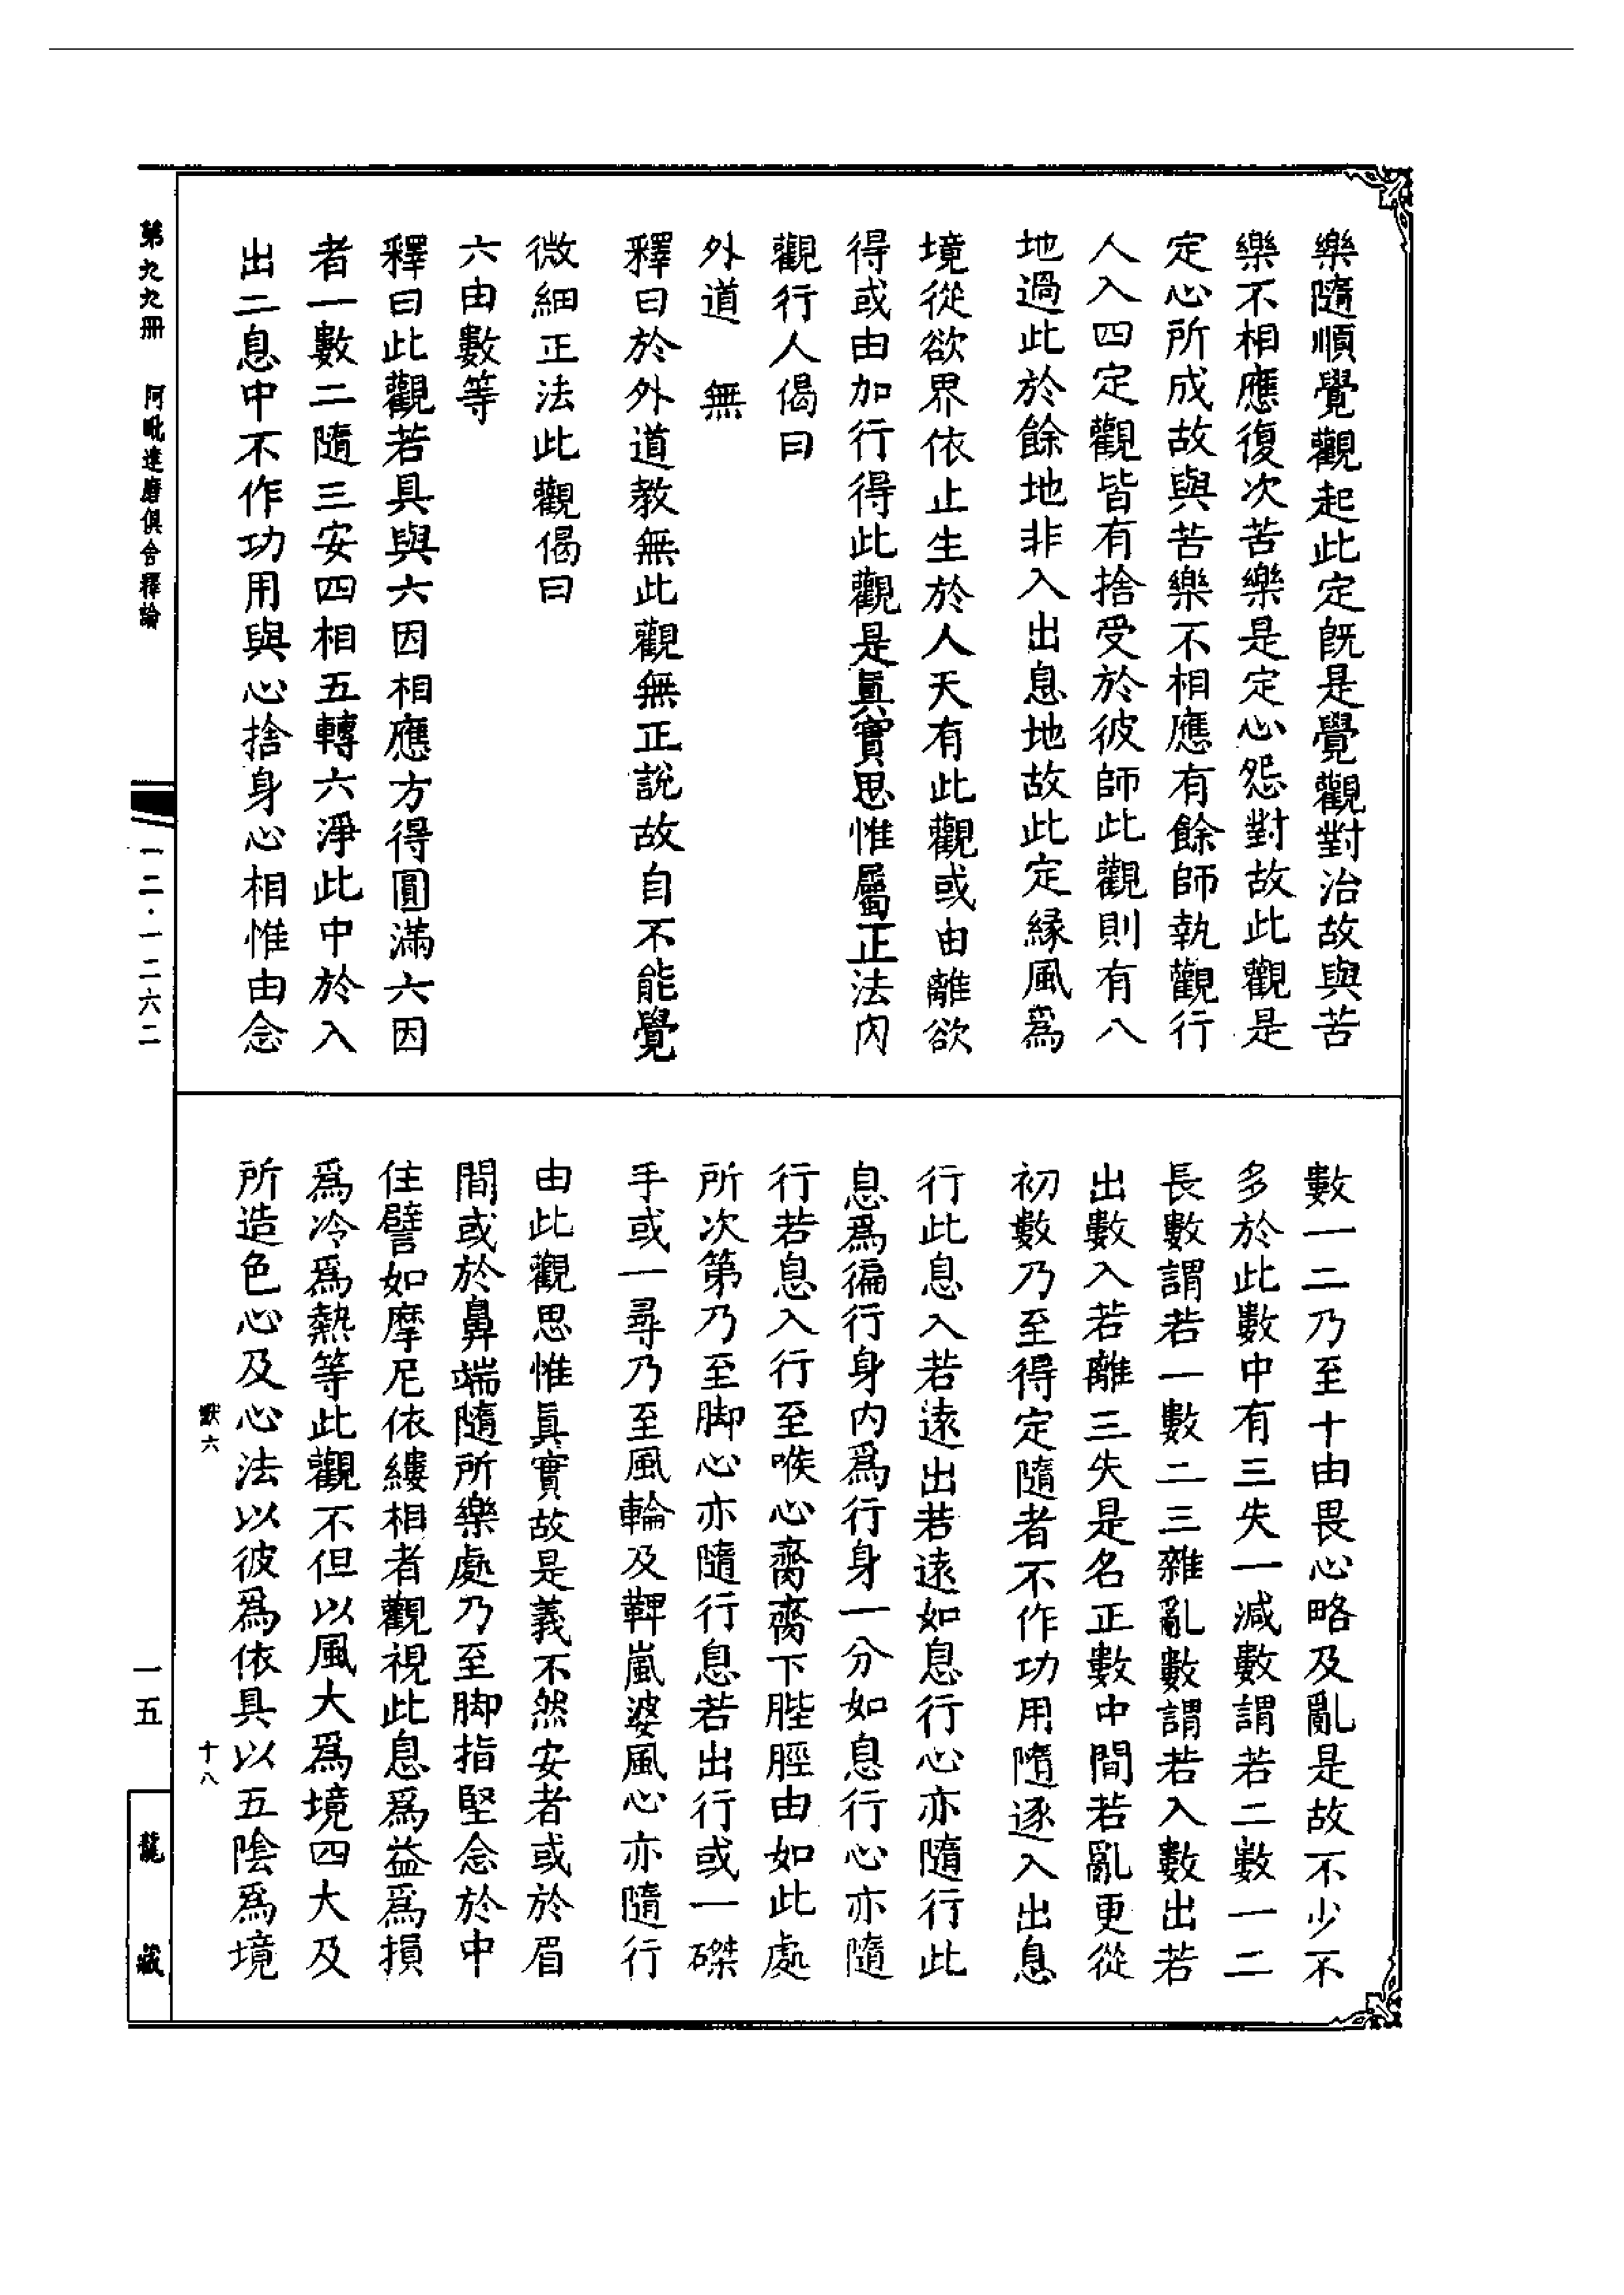 樂隨順覺觀起此定旣是覺觀對治故與苦
樂不相應復次苦樂是定心怨對故此觀是
定心所成故與苦樂不相應有餘師執觀行
人入四定觀皆有捨受於彼師此觀則有八
地過此於餘地非入出息地故此定緣風爲
境從欲界依止生於人天有此觀或由離欲
得或由加行得此觀是眞實思惟屬正法內
觀行人偈曰
外道　無
釋曰於外道教無此觀無正說故自不能覺
微細正法此觀偈曰
六由數等
釋曰此觀若具與六因相應方得圓滿六因
者一數二隨三安四相五轉六淨此中於入
出二息中不作功用與心捨身心相惟由念
數一二乃至十由畏心略及亂是故不少不
多於此數中有三失一減數謂若二數一二
長數謂若一數二三雜亂數謂若入數出若
出數入若離三失是名正數中間若亂更從
初數乃至得定隨者不作功用隨逐入出息
行此息入若遠出若遠如息行心亦隨行此
息爲徧行身內爲行身一分如息行心亦隨
行若息入行至喉心齎齎下䏶脛由如此處
所次第乃至脚心亦隨行息若出行或一磔
手或一尋乃至風輪及鞞嵐婆風心亦隨行
由此觀思惟眞實故是義不然安者或於眉
間或於鼻端隨所樂處乃至脚指堅念於中
住譬如摩尼依縷相者觀視此息爲益爲損
爲冷爲熱等此觀不但以風大爲境四大及
所造色心及心法以彼爲依具以五陰爲境
獸六　十八
第九九冊　阿毗達磨俱舍釋論
一二·一二六二
一五
龍藏